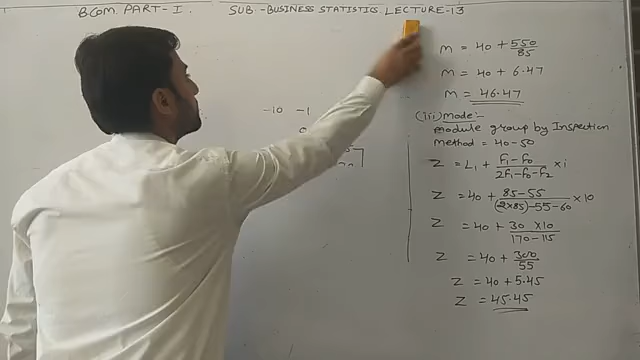 BCOM. PART-I. SUB.-BUSINESS STATISTICS. LECTURE-13
-10 -1
0
M = 40 + 550/85
M = 40 + 6.47
M = 46.47
(iii) Mode:-
Module group by Inspection
Method = 40-50
Z = L1 + f1-f0/2f1-f0-f2 × i
Z = 40 + 85-55/(2×85)-55-60 × 10
Z = 40 + 30 × 10/170-115
Z = 40 + 300/55
Z = 40 + 5.45
Z = 45.45